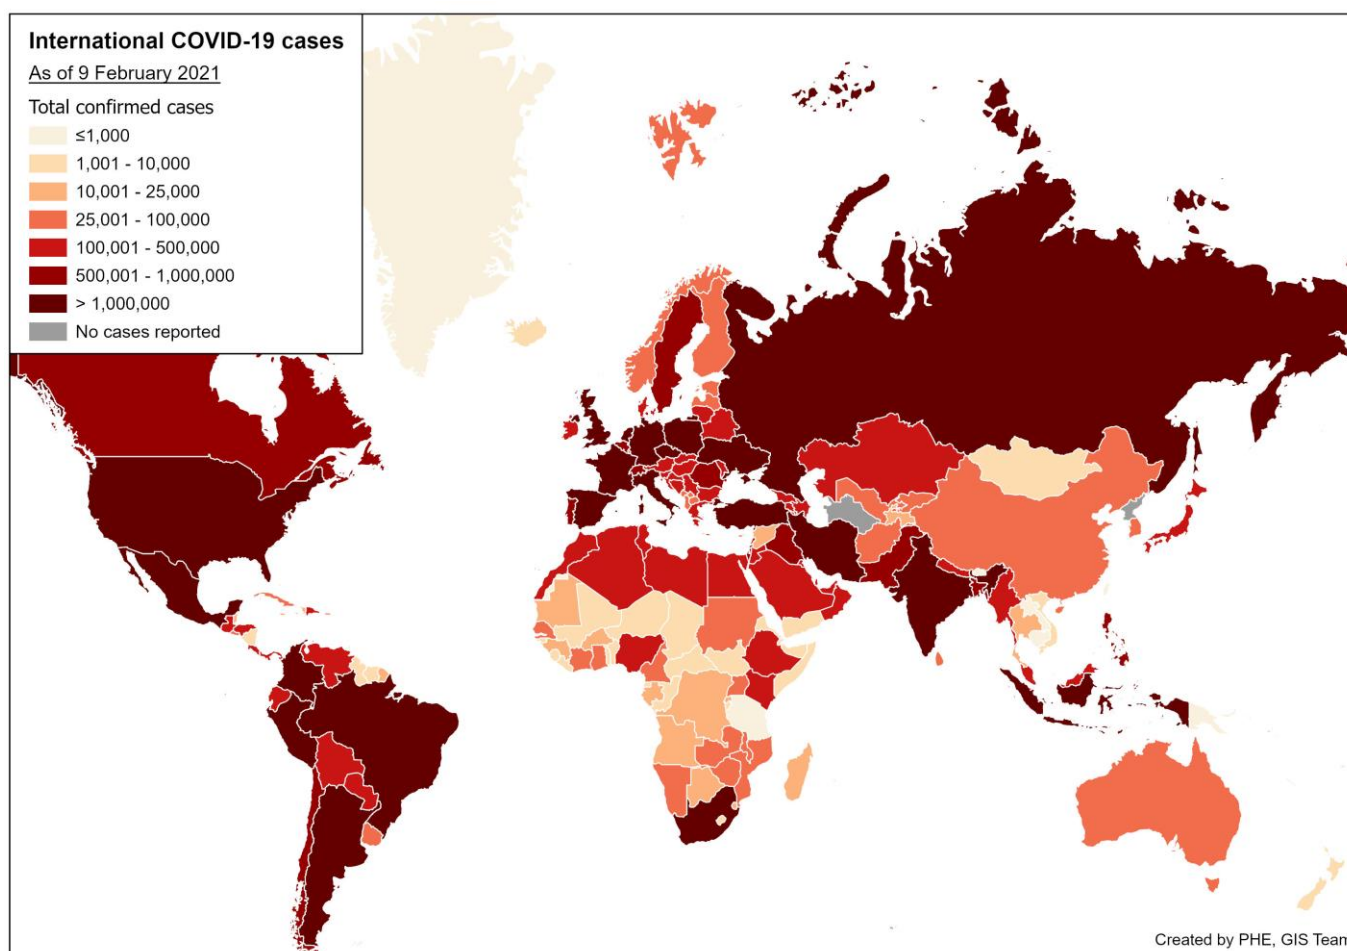 International COVID-19 cases
As of 9 February 2021
Total confirmed cases
≤1,000
1,001 - 10,000
10,001 - 25,000
25,001 - 100,000
100,001 - 500,000
500,001 - 1,000,000
> 1,000,000
No cases reported
Created by PHE, GIS Team